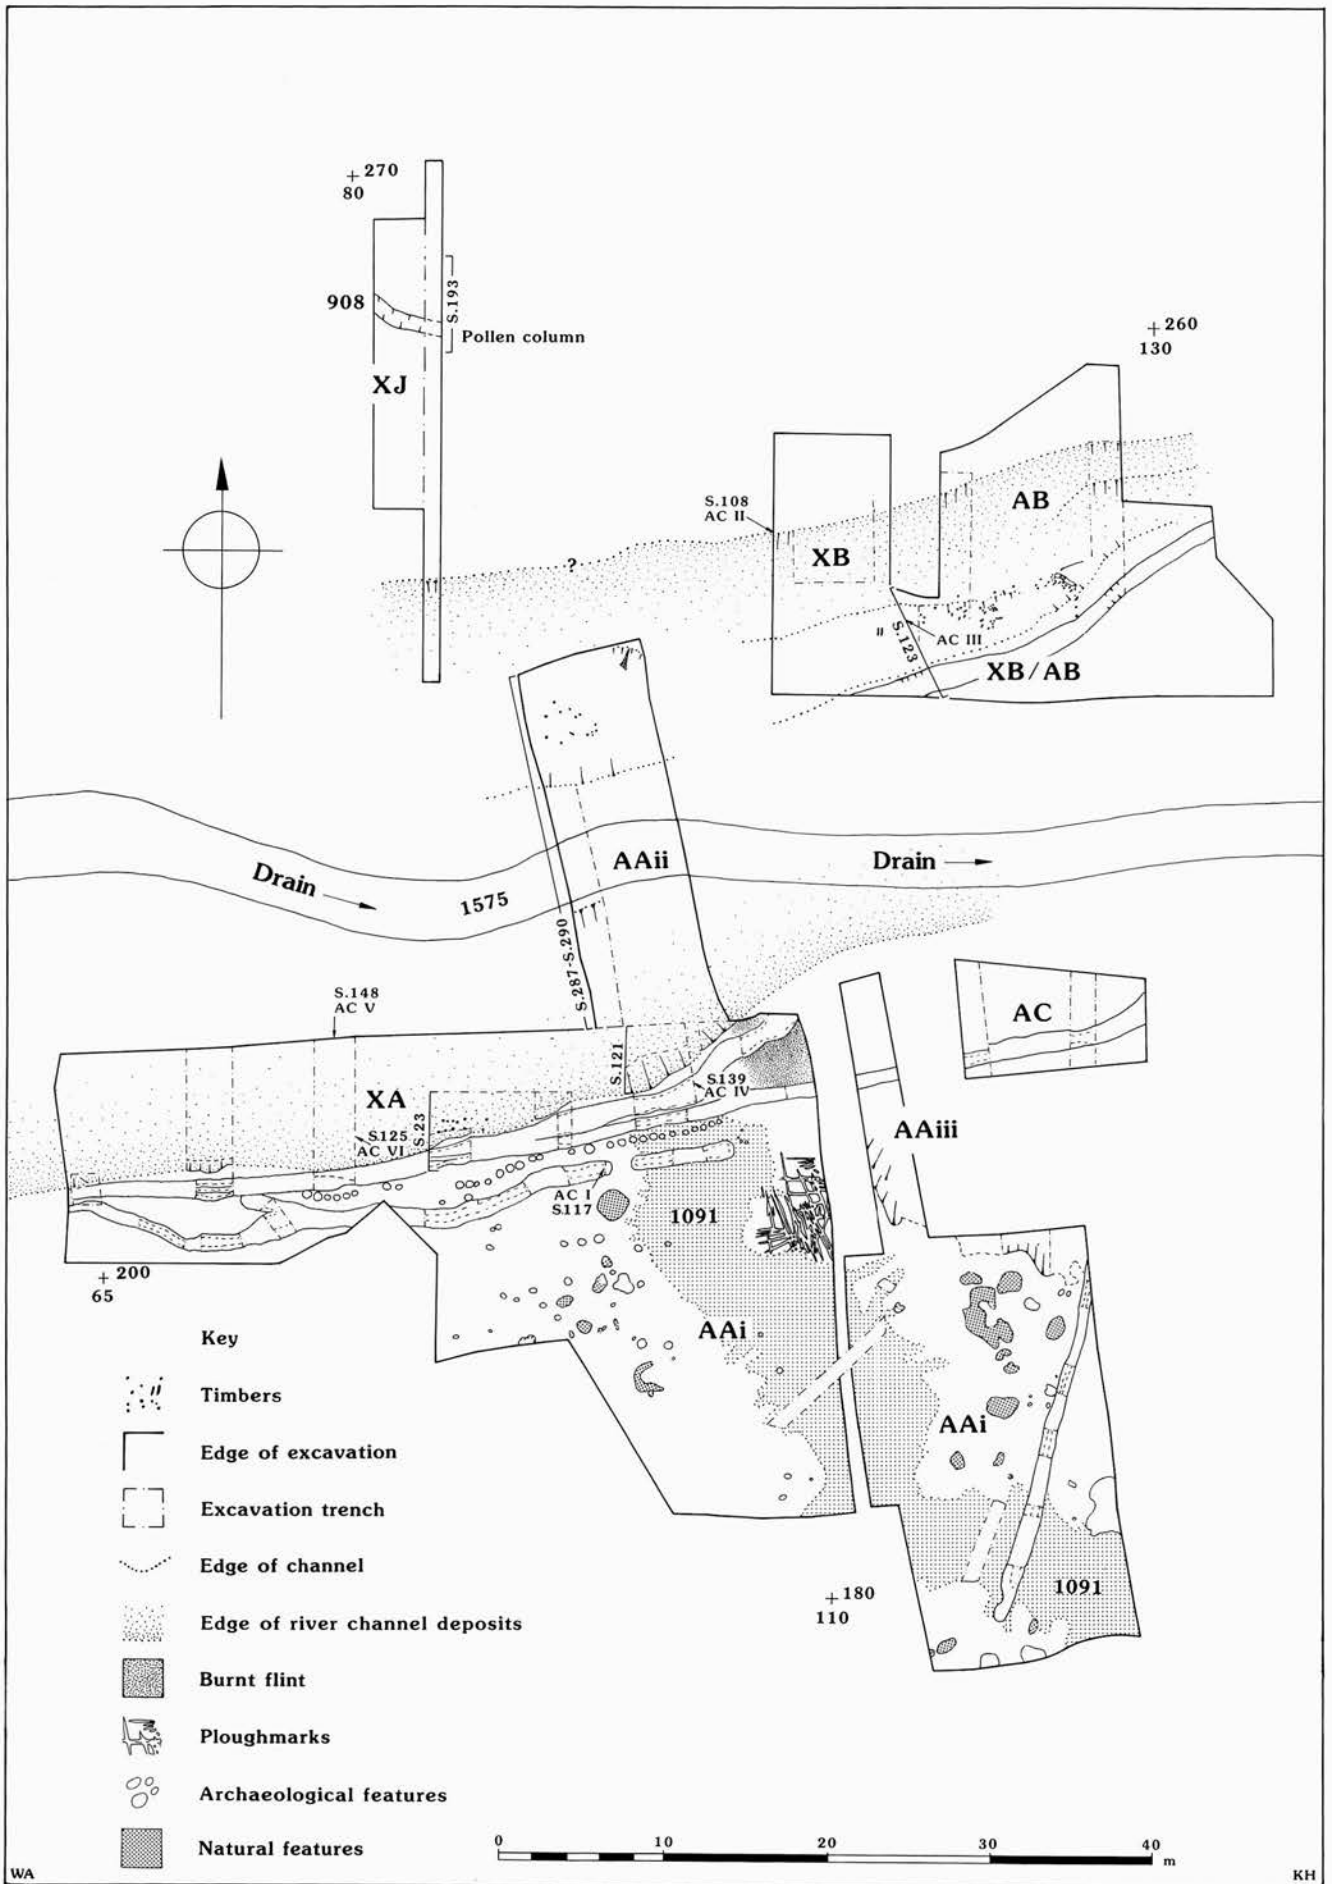 + 270
80
908
S.193
Pollen column
XJ
+ 260
130
S.108
AC II
AB
XB
?
AC III
S.123
XB/AB
AAii
Drain
Drain
1575
S.287-S.290
S.148
AC V
AC
S.121
XA
S.139
AC IV
S.23
S.125
AC VI
AAiii
AC I
S.117
1091
+ 200
65
AAi
AAi
1091
+ 180
110
Key
Timbers
Edge of excavation
Excavation trench
Edge of channel
Edge of river channel deposits
Burnt flint
Ploughmarks
Archaeological features
Natural features
0 10 20 30 40
m
WA
KH